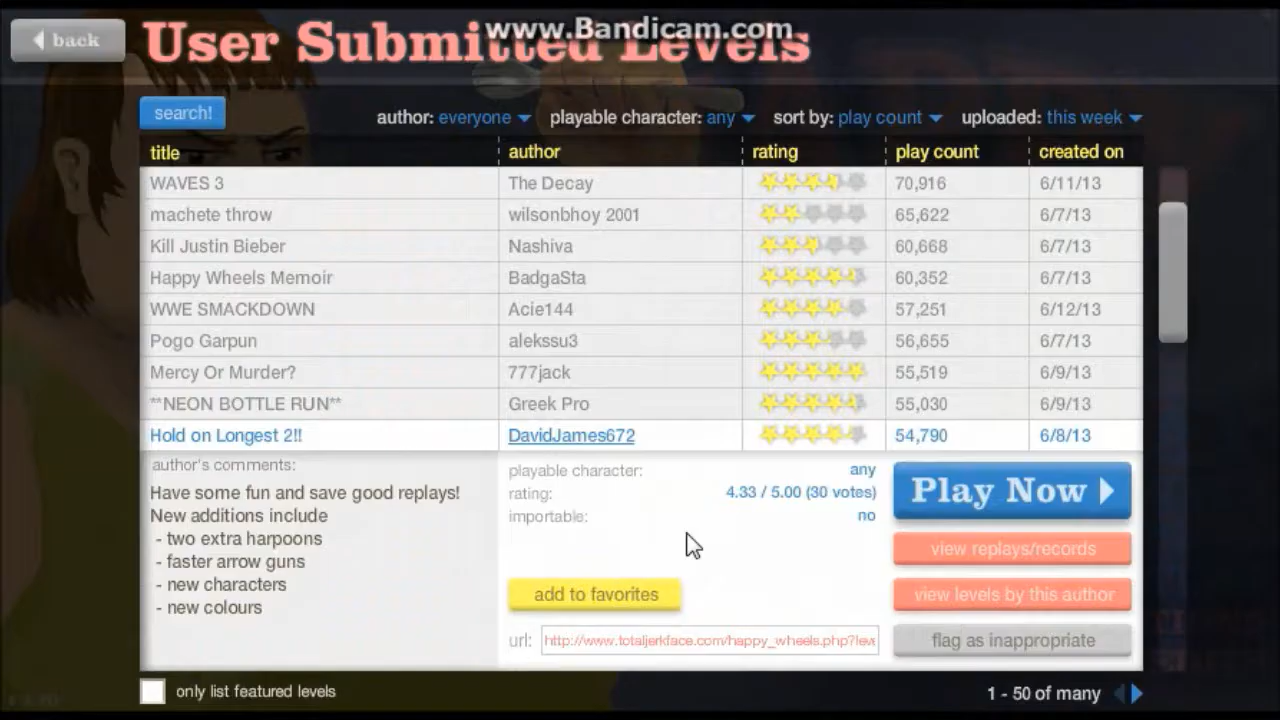 back
User Submitted Levels
www.Bandicam.com
search!
author: everyone playable character: any sort by: play count uploaded: this week
title author rating play count created on
WAVES 3 The Decay 70,916 6/11/13
machete throw wilsonbhoy 2001 65,622 6/7/13
Kill Justin Bieber Nashiva 60,668 6/7/13
Happy Wheels Memoir BadgaSta 60,352 6/7/13
WWE SMACKDOWN Acie144 57,251 6/12/13
Pogo Garpun alekssu3 56,655 6/7/13
Mercy Or Murder? 777jack 55,519 6/9/13
**NEON BOTTLE RUN** Greek Pro 55,030 6/9/13
Hold on Longest 2!! DavidJames672 54,790 6/8/13
author's comments:
Have some fun and save good replays!
New additions include
- two extra harpoons
- faster arrow guns
- new characters
- new colours
playable character: any
rating: 4.33 / 5.00 (30 votes)
importable: no
add to favorites
url: http://www.totaljerkface.com/happy_wheels.php?lev
Play Now
view replays/records
view levels by this author
flag as inappropriate
only list featured levels
1 - 50 of many